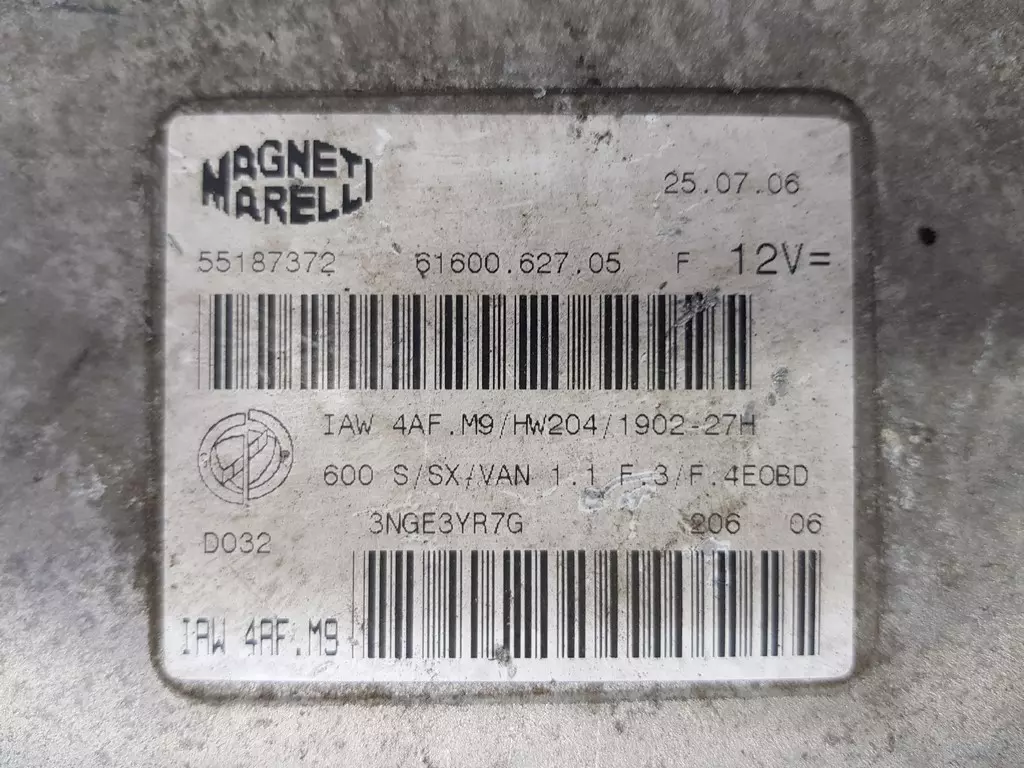 MAGNETI
MARELLI
25.07.06
55187372 61600.627.05 F 12V=
IAW 4AF.M9/HW204/1902-27H
600 S/SX/VAN 1.1 F.3/F.4EOBD
3NGE3YR7G 206 06
D032
IAW 4AF.M9